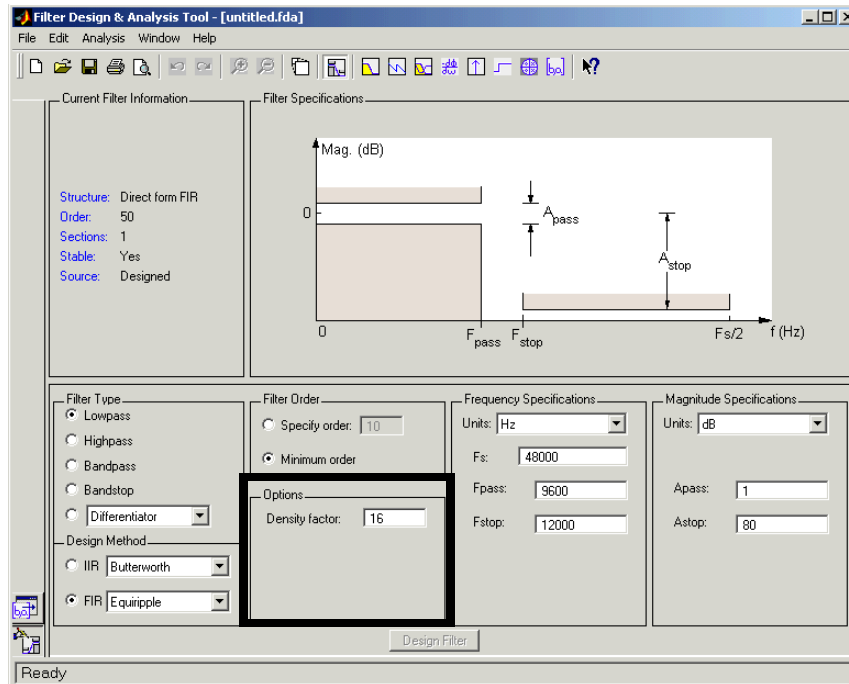 Filter Design & Analysis Tool - [untitled.fda]
File Edit Analysis Window Help
Current Filter Information
Structure: Direct form FIR
Order: 50
Sections: 1
Stable: Yes
Source: Designed
Filter Specifications
Mag. (dB)
0
Apass
Astop
0
Fpass
Fstop
Fs/2
f (Hz)
Filter Type
Lowpass
Highpass
Bandpass
Bandstop
Differentiator
Design Method
IIR Butterworth
FIR Equiripple
Filter Order
Specify order: 10
Minimum order
Options
Density factor: 16
Frequency Specifications
Units: Hz
Fs: 48000
Fpass: 9600
Fstop: 12000
Magnitude Specifications
Units: dB
Apass: 1
Astop: 80
Design Filter
Ready